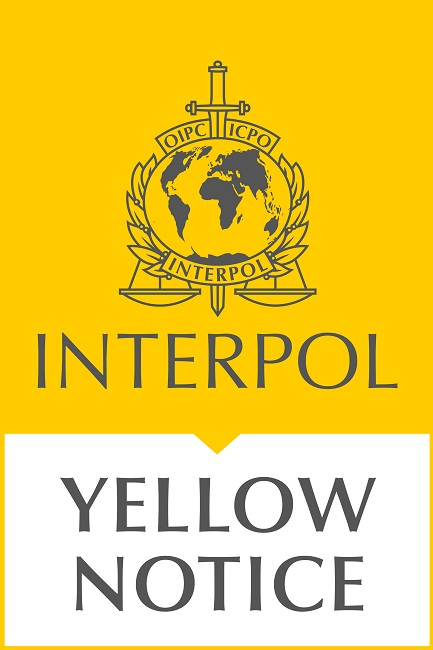 OIPC ICPO
INTERPOL
INTERPOL
YELLOW
NOTICE